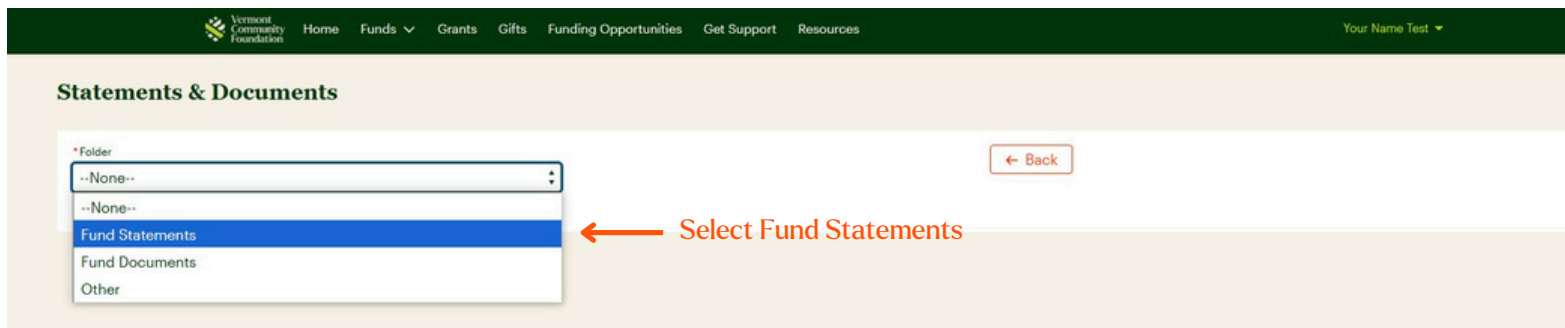 Vermont
Community
Foundation
Home Funds Grants Gifts Funding Opportunities Get Support Resources
Your Name Test
Statements & Documents
*Folder
--None--
← Back
--None--
Fund Statements
Select Fund Statements
Fund Documents
Other